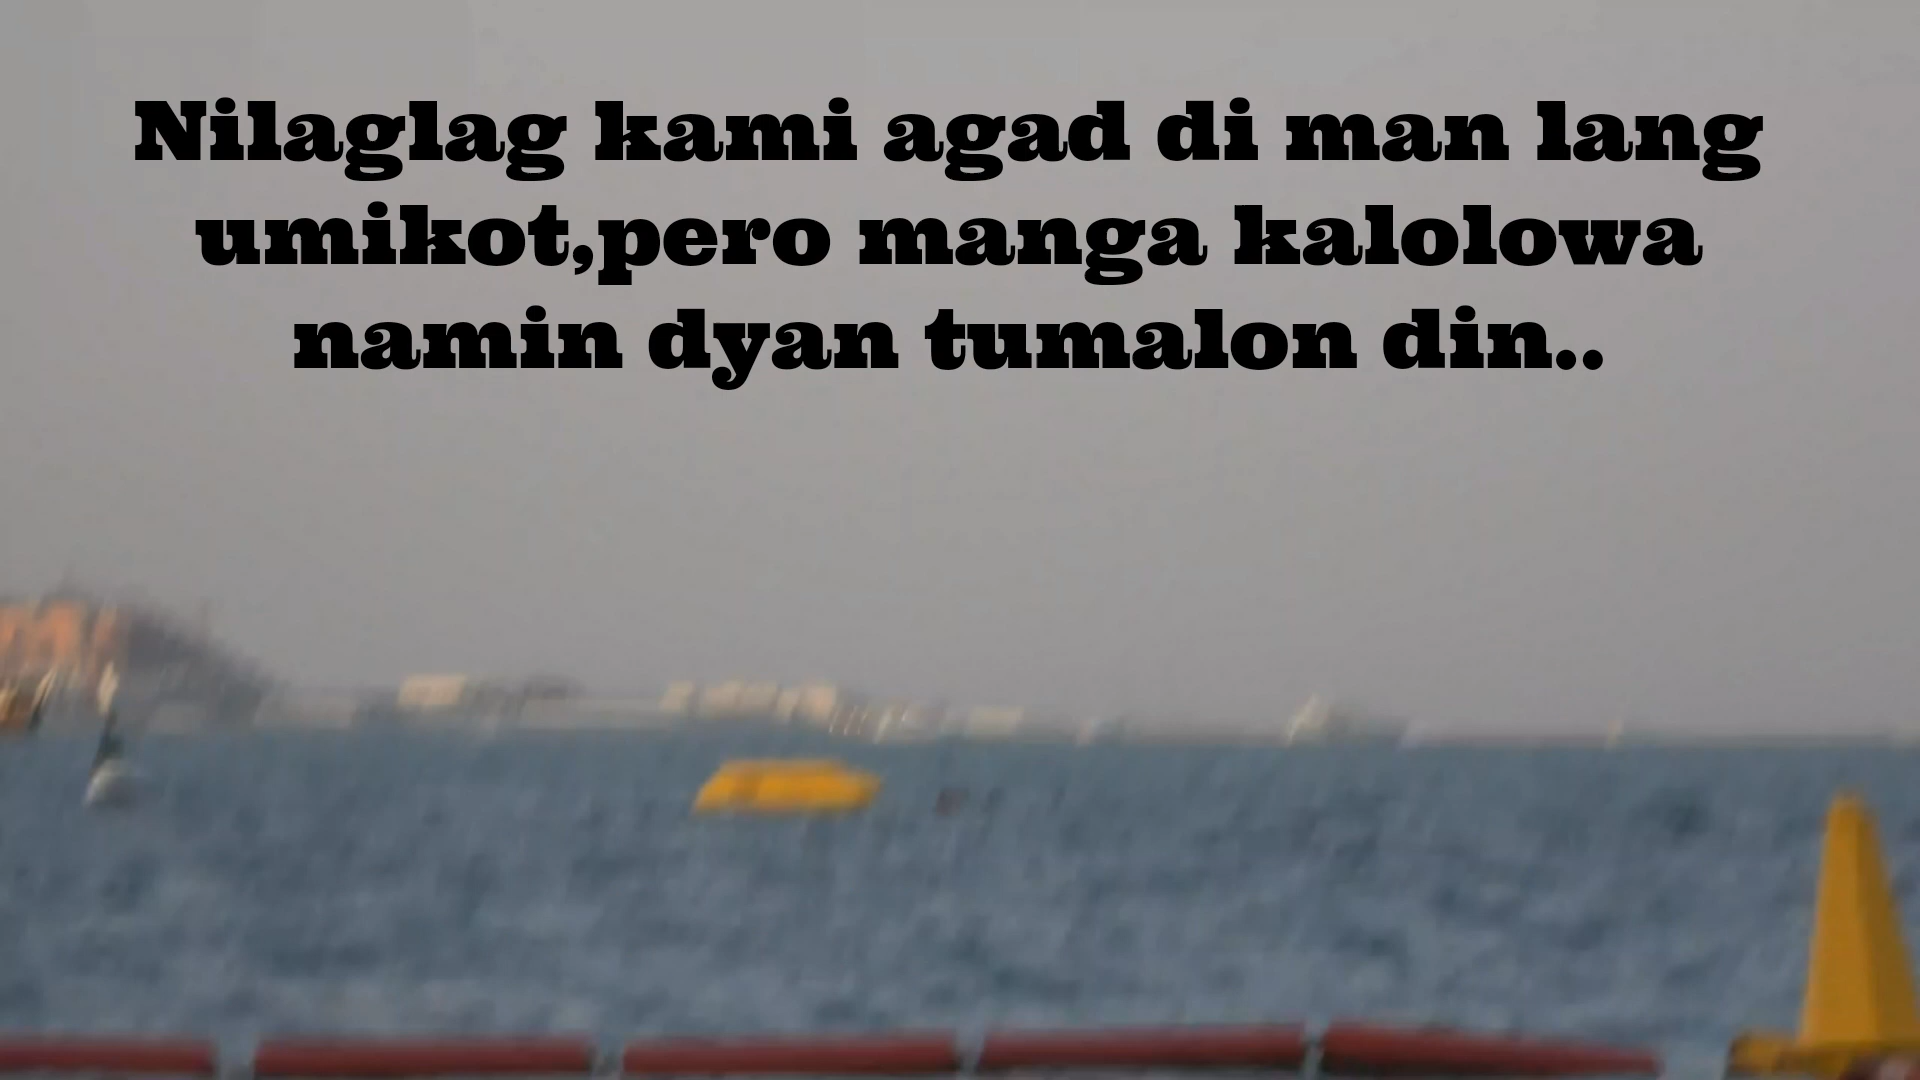 Nilaglag kami agad di man lang
umikot,pero manga kalolowa
namin dyan tumalon din..